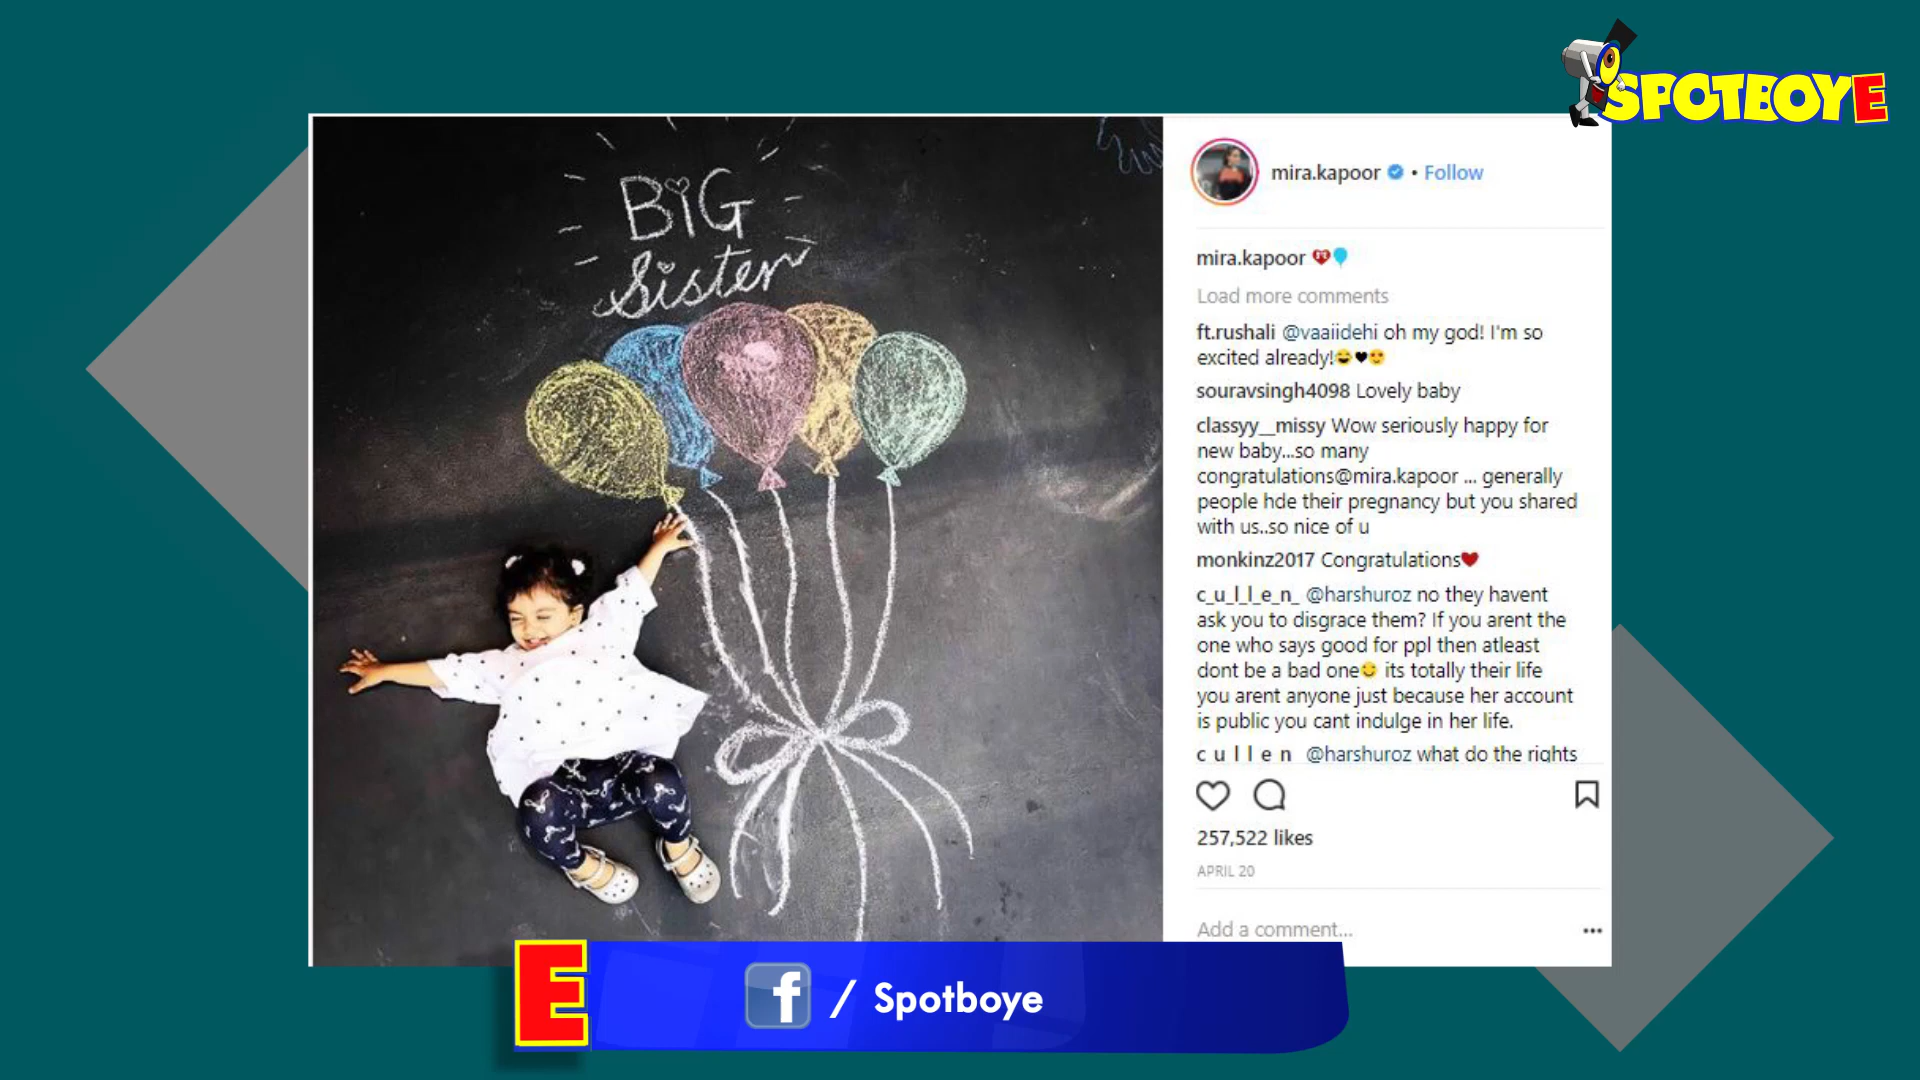 SPOTBOYE
BiG
Sister
mira.kapoor • Follow
mira.kapoor
Load more comments
ft.rushali @vaaiidehi oh my god! I'm so
excited already!
souravsingh4098 Lovely baby
classyy__missy Wow seriously happy for
new baby...so many
congratulations@mira.kapoor ... generally
people hde their pregnancy but you shared
with us..so nice of u
monkinz2017 Congratulations
c_u_l_l_e_n_ @harshuroz no they havent
ask you to disgrace them? If you arent the
one who says good for ppl then atleast
dont be a bad one its totally their life
you arent anyone just because her account
is public you cant indulge in her life.
c_u_l_l_e_n_ @harshuroz what do the rights
257,522 likes
APRIL 20
Add a comment...
E
f / Spotboye